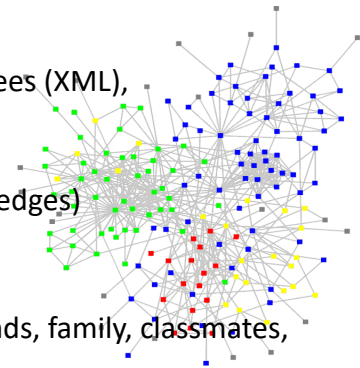 ees (XML),
edges)
ds, family, classmates,